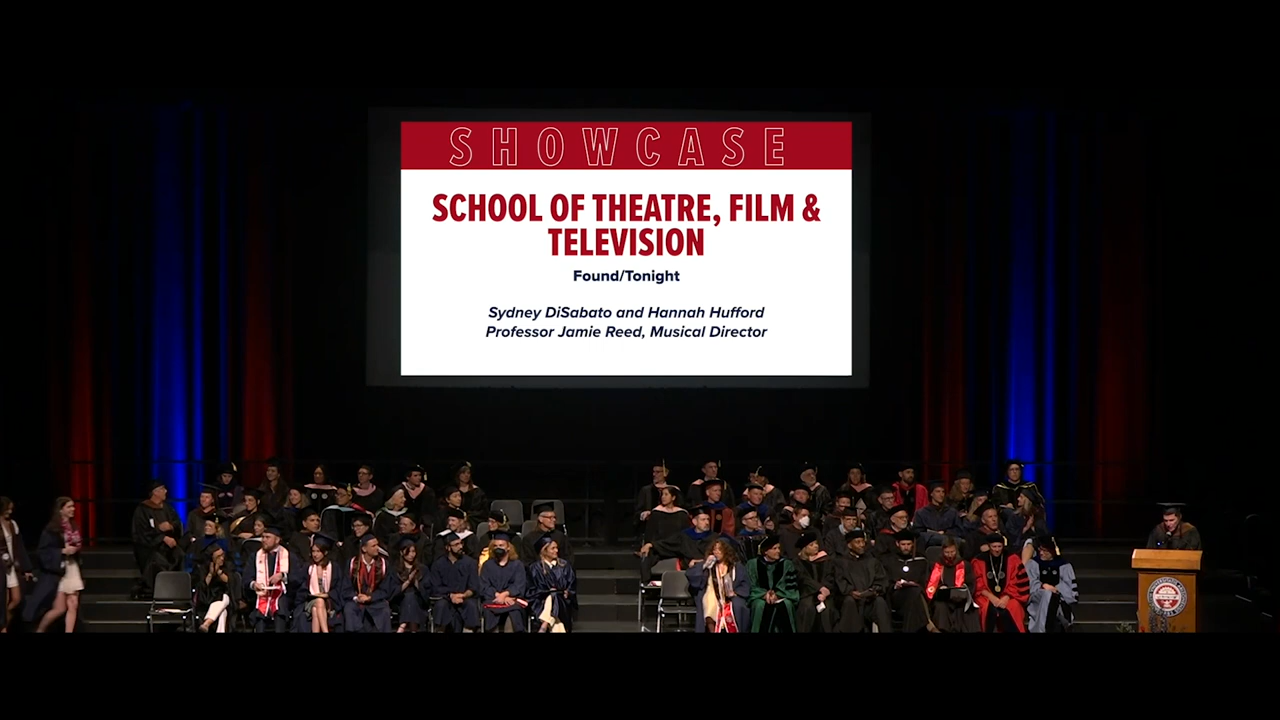 SHOWCASE
SCHOOL OF THEATRE, FILM &
TELEVISION
Found/Tonight
Sydney DiSabato and Hannah Hufford
Professor Jamie Reed, Musical Director